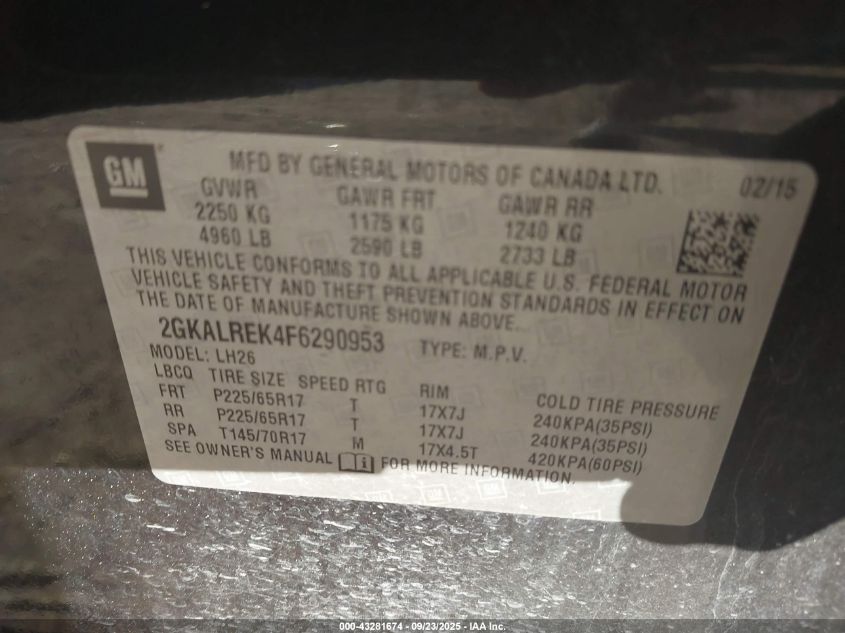 GM
MFD BY GENERAL MOTORS OF CANADA LTD. 02/15
GVWR GAWR FRT GAWR RR
2250 KG 1175 KG 1240 KG
4960 LB 2590 LB 2733 LB
THIS VEHICLE CONFORMS TO ALL APPLICABLE U.S. FEDERAL MOTOR
VEHICLE SAFETY AND THEFT PREVENTION STANDARDS IN EFFECT ON
THE DATE OF MANUFACTURE SHOWN ABOVE.
2GKALREK4F6290953 TYPE: M.P.V.
MODEL: LH26
LBCQ TIRE SIZE SPEED RTG RIM COLD TIRE PRESSURE
FRT P225/65R17 T 17X7J 240KPA(35PSI)
RR P225/65R17 T 17X7J 240KPA(35PSI)
SPA T145/70R17 M 17X4.5T 420KPA(60PSI)
SEE OWNER'S MANUAL FOR MORE INFORMATION.
000-43281674 - 09/23/2025 - IAA Inc.